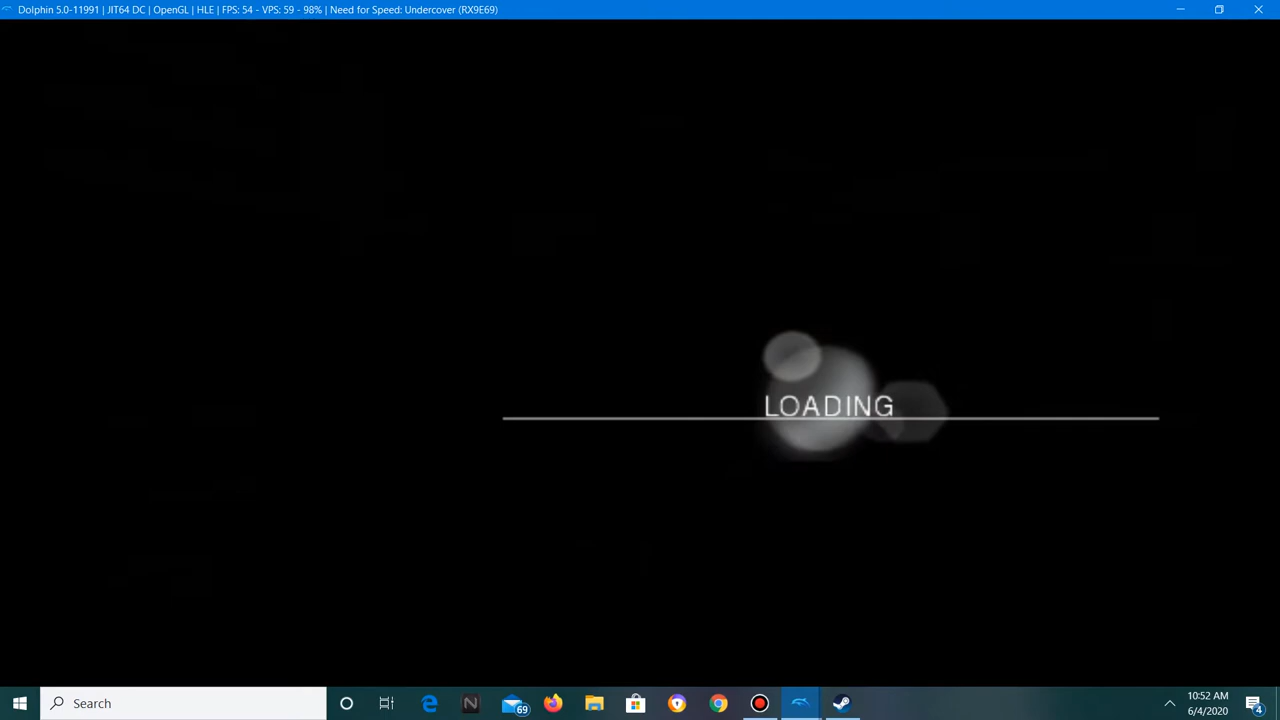 Dolphin 5.0-11991 | JIT64 DC | OpenGL | HLE | FPS: 54 - VPS: 59 - 98% | Need for Speed: Undercover (RX9E69)
LOADING
Search
69
10:52 AM
6/4/2020
4